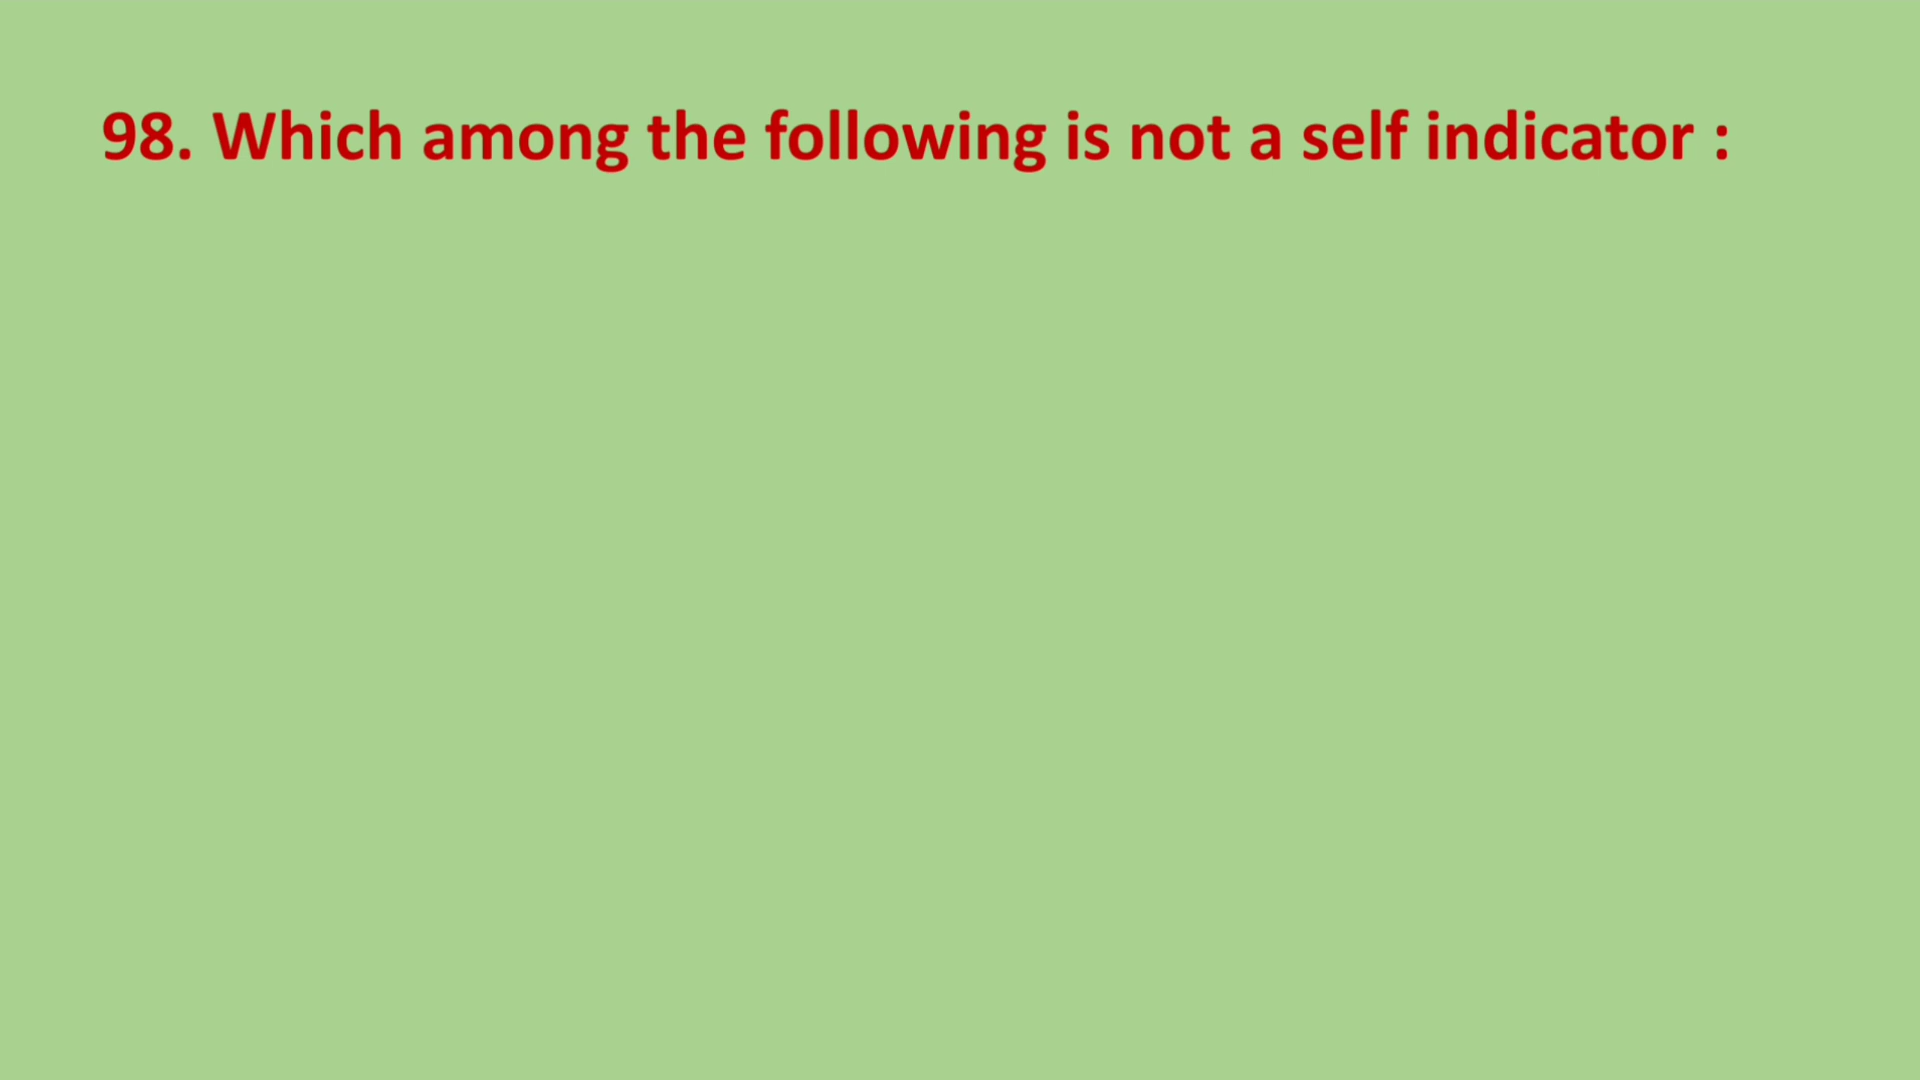 98. Which among the following is not a self indicator :